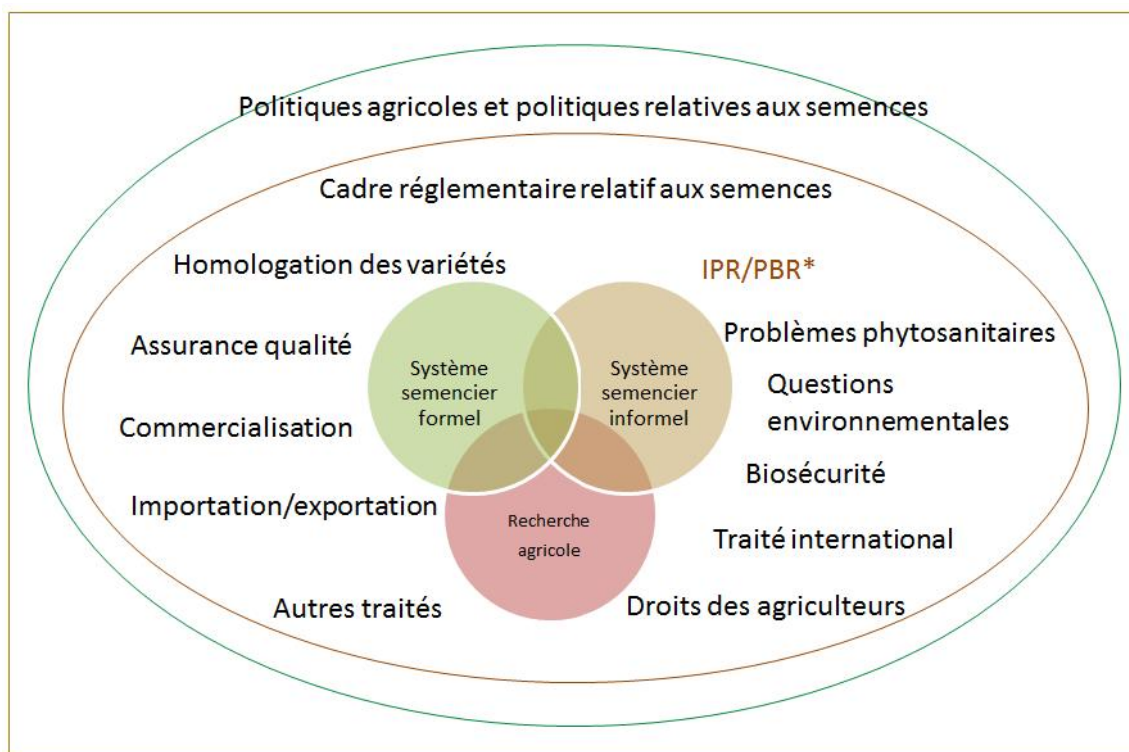 Politiques agricoles et politiques relatives aux semences
Cadre réglementaire relatif aux semences
Homologation des variétés
IPR/PBR*
Assurance qualité
Problèmes phytosanitaires
Système
semencier
formel
Système
semencier
informel
Questions
environnementales
Commercialisation
Biosécurité
Importation/exportation
Recherche
agricole
Traité international
Autres traités
Droits des agriculteurs